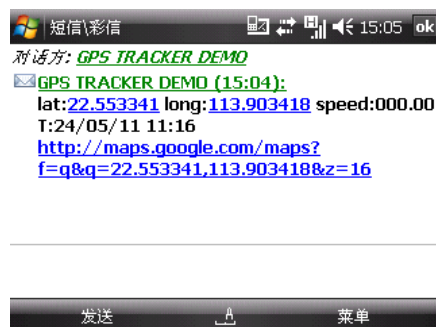 短信\彩信 15:05 ok
对话方: GPS TRACKER DEMO
GPS TRACKER DEMO (15:04):
lat:22.553341 long:113.903418 speed:000.00
T:24/05/11 11:16
http://maps.google.com/maps?
f=q&q=22.553341,113.903418&z=16
发送 A 菜单